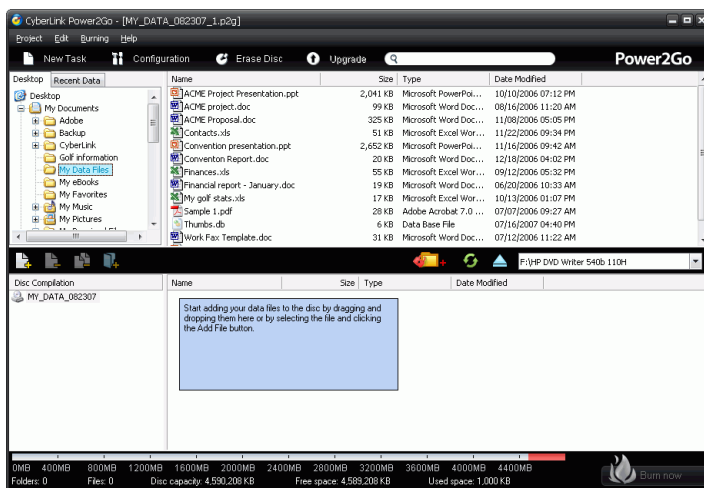 CyberLink Power2Go - [MY_DATA_082307_1.p2g]
Project Edit Burning Help
New Task Configuration Erase Disc Upgrade Power2Go
Desktop Recent Data Name Size Type Date Modified
Desktop
My Documents
Adobe
Backup
CyberLink
Golf information
My Data Files
My eBooks
My Favorites
My Music
My Pictures
ACME Project Presentation.ppt 2,041 KB Microsoft PowerPoi... 10/10/2006 07:12 PM
ACME project.doc 99 KB Microsoft Word Doc... 08/16/2006 11:20 AM
ACME Proposal.doc 325 KB Microsoft Word Doc... 11/08/2006 05:05 PM
Contacts.xls 51 KB Microsoft Excel Wor... 11/22/2006 09:34 PM
Convention presentation.ppt 2,652 KB Microsoft PowerPoi... 11/16/2006 09:42 AM
Conventon Report.doc 20 KB Microsoft Word Doc... 12/18/2006 04:02 PM
Finances.xls 55 KB Microsoft Excel Wor... 09/12/2006 05:32 PM
Financial report - January.doc 19 KB Microsoft Word Doc... 06/20/2006 10:33 AM
My golf stats.xls 17 KB Microsoft Excel Wor... 10/13/2006 01:07 PM
Sample 1.pdf 28 KB Adobe Acrobat 7.0 ... 07/07/2006 09:27 AM
Thumbs.db 6 KB Data Base File 07/16/2007 04:40 PM
Work Fax Template.doc 31 KB Microsoft Word Doc... 07/12/2006 11:22 AM
F:\HP DVD Writer 540b 110H
Disc Compilation Name Size Type Date Modified
MY_DATA_082307
Start adding your data files to the disc by dragging and
dropping them here or by selecting the file and clicking
the Add File button.
0MB 400MB 800MB 1200MB 1600MB 2000MB 2400MB 2800MB 3200MB 3600MB 4000MB 4400MB
Folders: 0 Files: 0 Disc capacity: 4,590,208 KB Free space: 4,589,208 KB Used space: 1,000 KB
Burn now